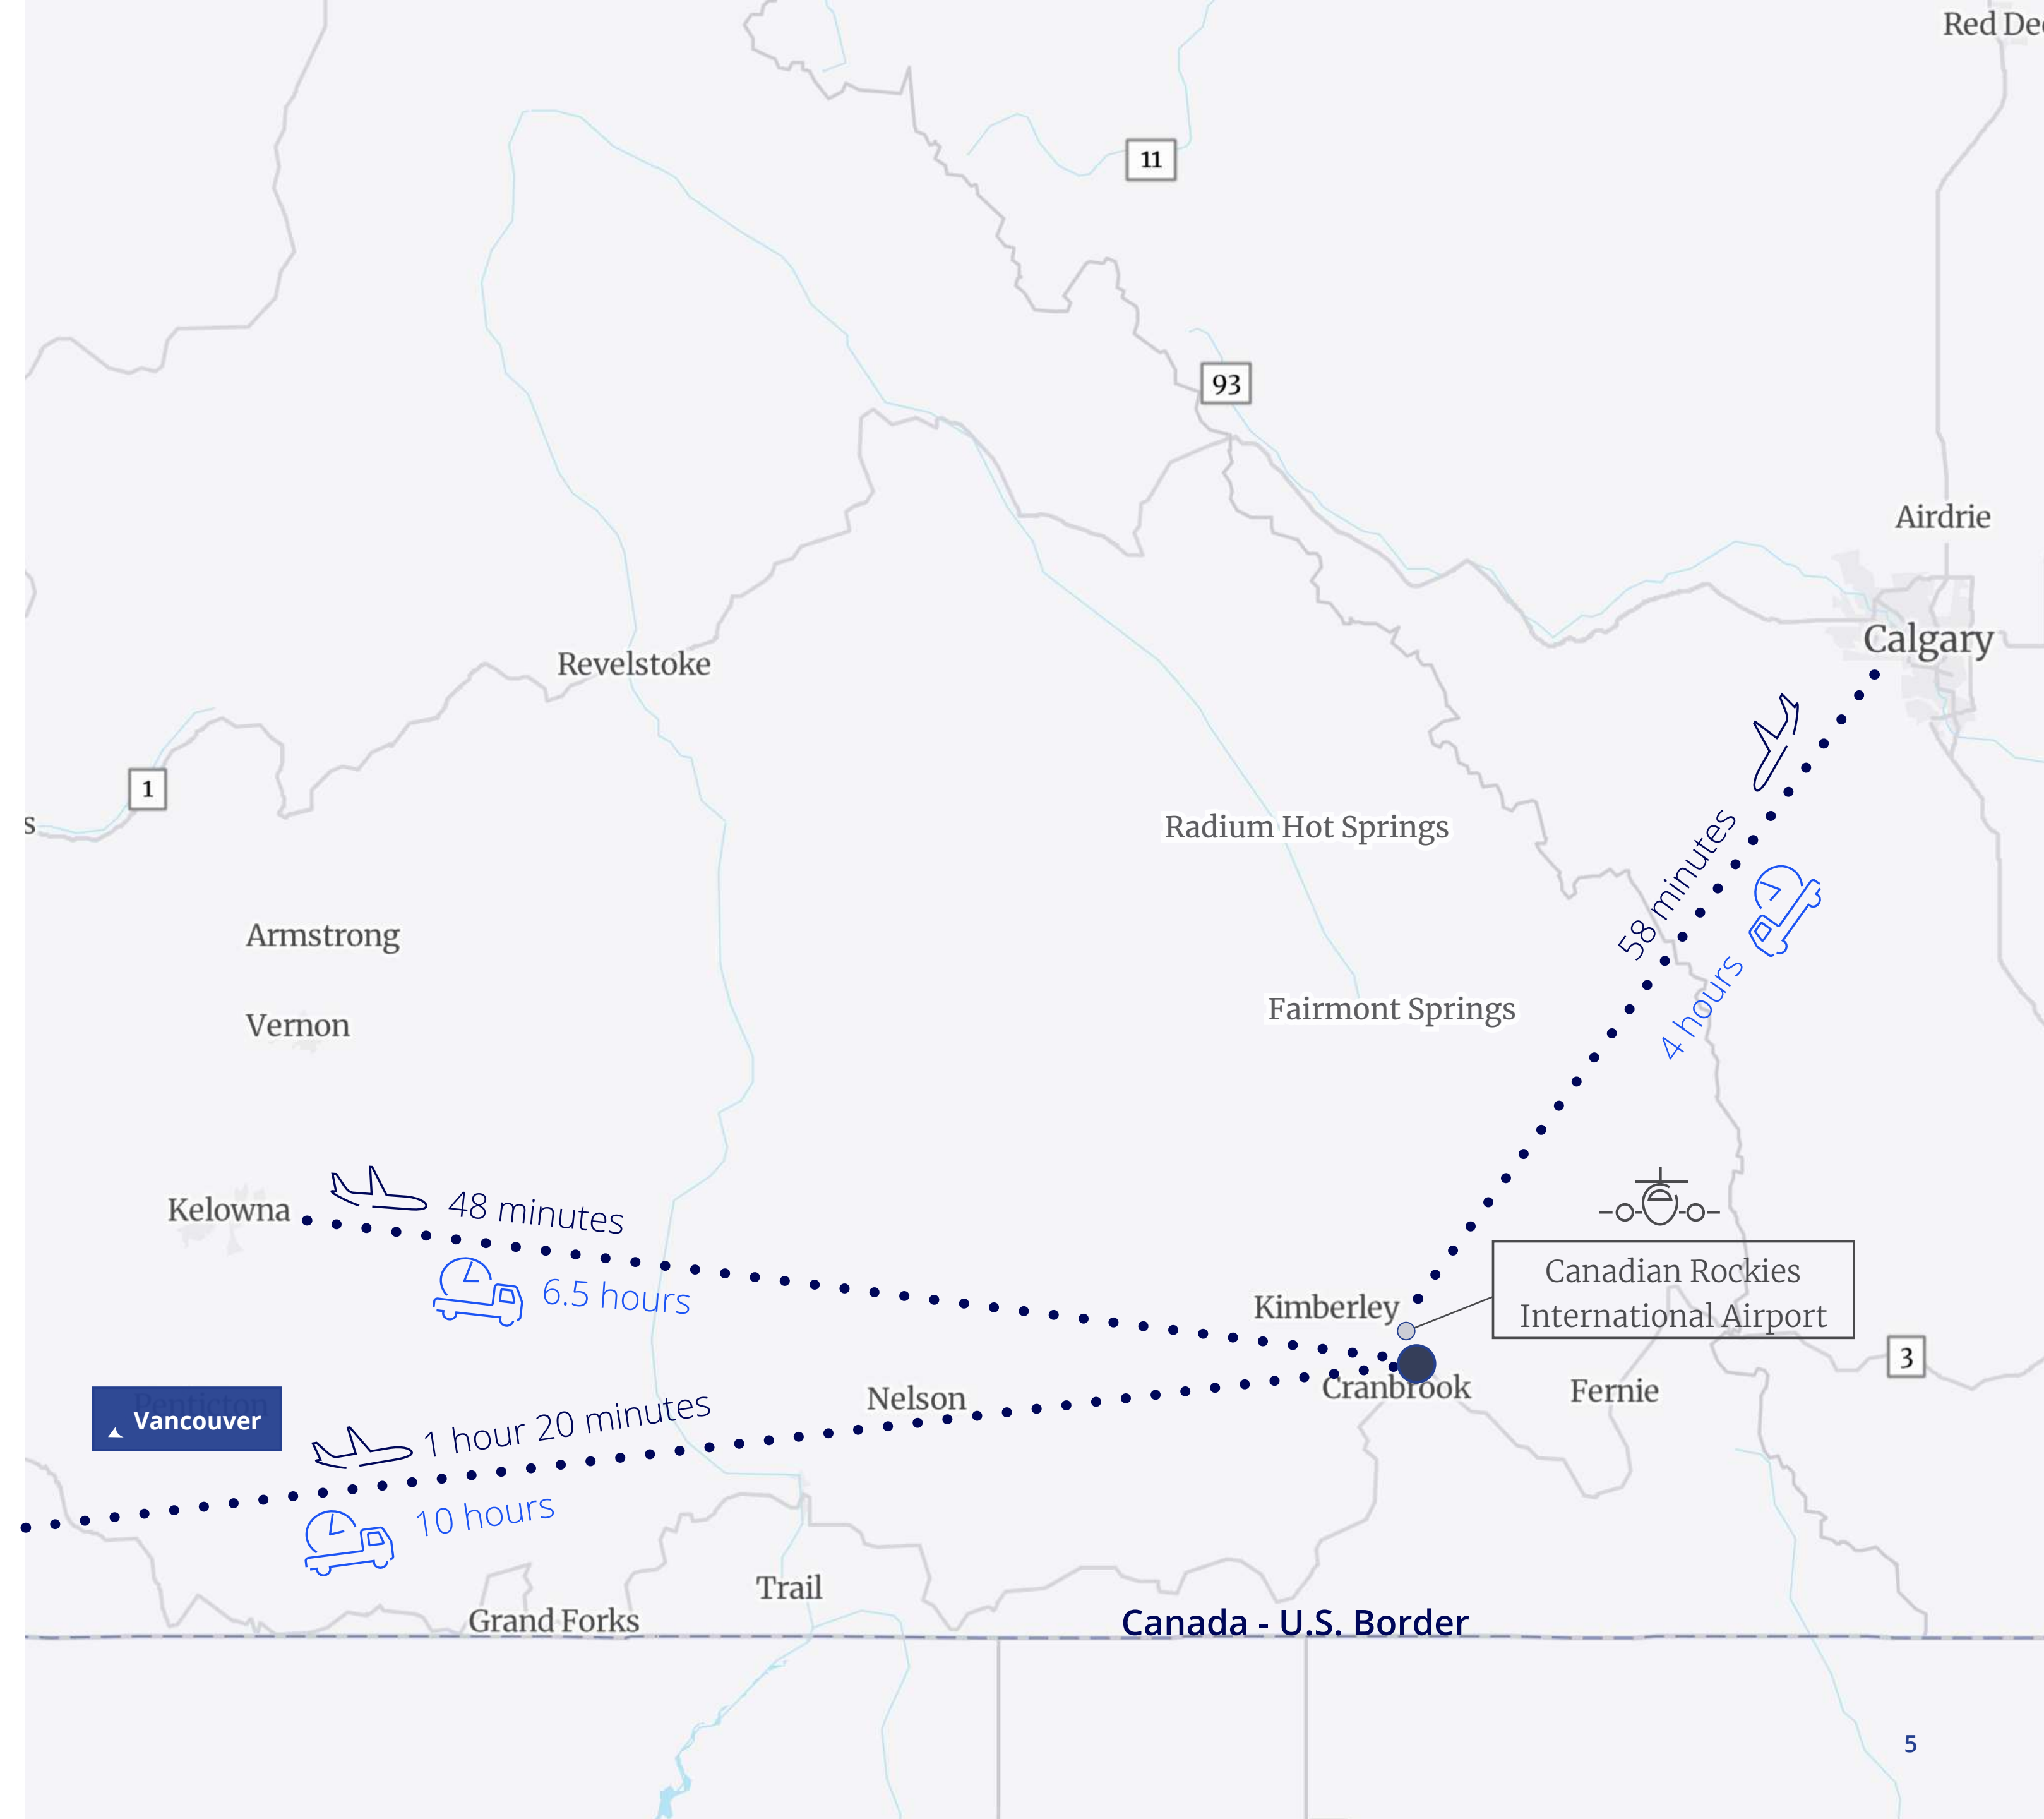 Red Dee
11
93
Airdrie
Calgary
Revelstoke
1
s
Radium Hot Springs
58 minutes
4 hours
Armstrong
Vernon
Fairmont Springs
Kelowna
48 minutes
6.5 hours
Canadian Rockies
International Airport
Kimberley
3
Cranbrook
Fernie
Nelson
Penticton
Vancouver
1 hour 20 minutes
10 hours
Trail
Grand Forks
Canada - U.S. Border
5